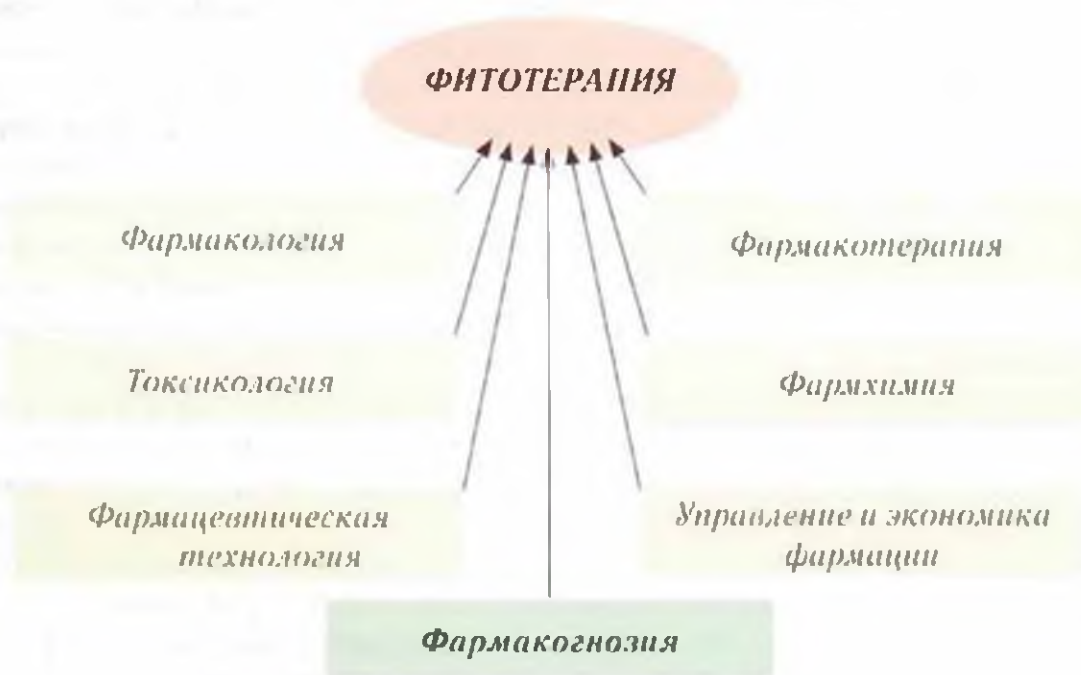 ФИТОТЕРАПИЯ
Фармакология
Фармакотерапия
Токсикология
Фармхимия
Фармацевтическая
технология
Управление и экономика
фармации
Фармакогнозия